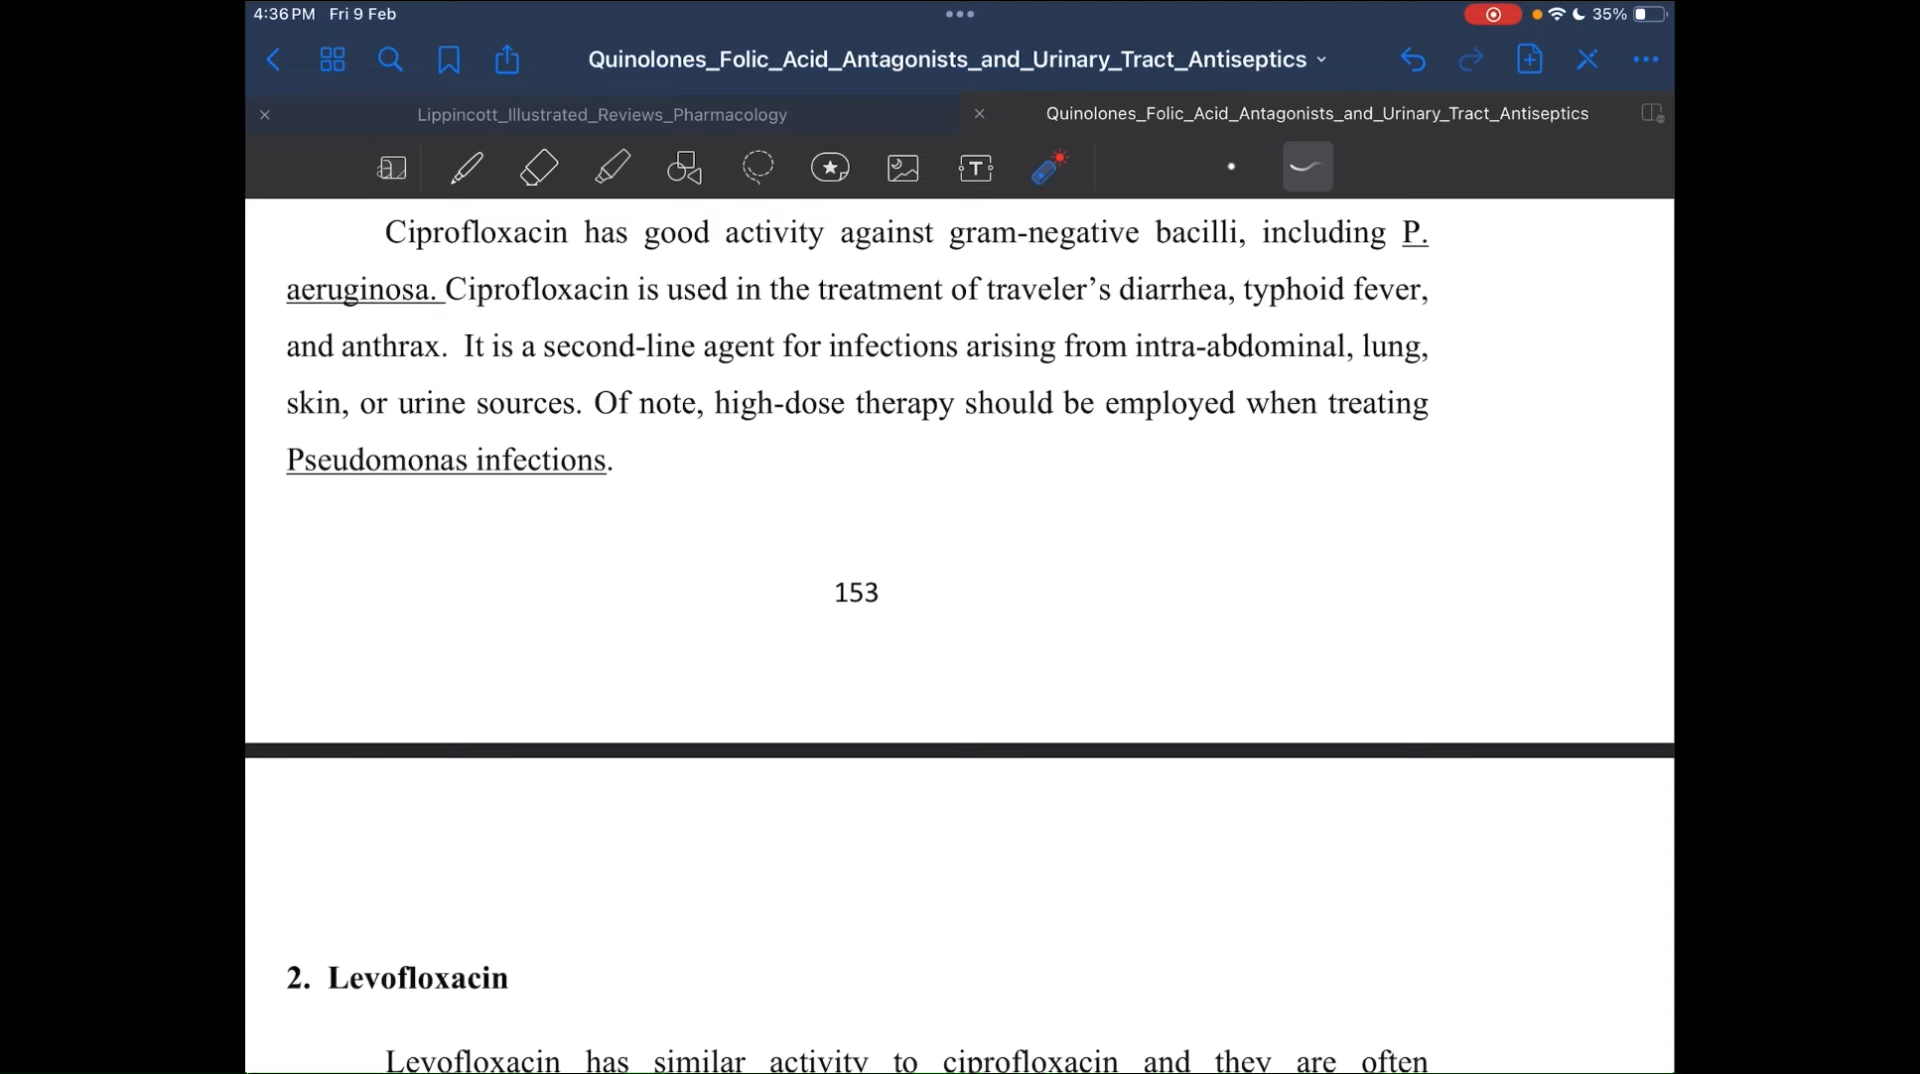 4:36 PM Fri 9 Feb
35%
Quinolones_Folic_Acid_Antagonists_and_Urinary_Tract_Antiseptics
Lippincott_Illustrated_Reviews_Pharmacology
Quinolones_Folic_Acid_Antagonists_and_Urinary_Tract_Antiseptics
Ciprofloxacin has good activity against gram-negative bacilli, including P.
aeruginosa. Ciprofloxacin is used in the treatment of traveler’s diarrhea, typhoid fever,
and anthrax. It is a second-line agent for infections arising from intra-abdominal, lung,
skin, or urine sources. Of note, high-dose therapy should be employed when treating
Pseudomonas infections.
153
2. Levofloxacin
Levofloxacin has similar activity to ciprofloxacin and they are often